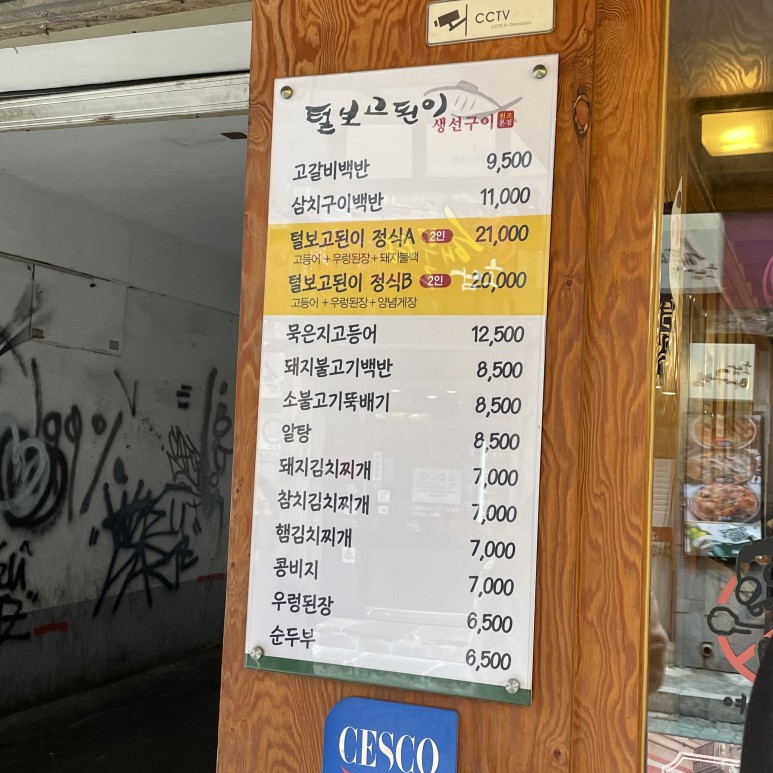 CCTV
CCTV In Operation
털보고된이
생선구이 원조본점
고갈비백반 9,500
삼치구이백반 11,000
털보고된이 정식A 2인 21,000
고등어+우렁된장+돼지불백
털보고된이 정식B 2인 20,000
고등어+우렁된장+양념게장
묵은지고등어 12,500
돼지불고기백반 8,500
소불고기뚝배기 8,500
알탕 8,500
돼지김치찌개 7,000
참치김치찌개 7,000
햄김치찌개 7,000
콩비지 7,000
우렁된장 6,500
순두부 6,500
CESCO